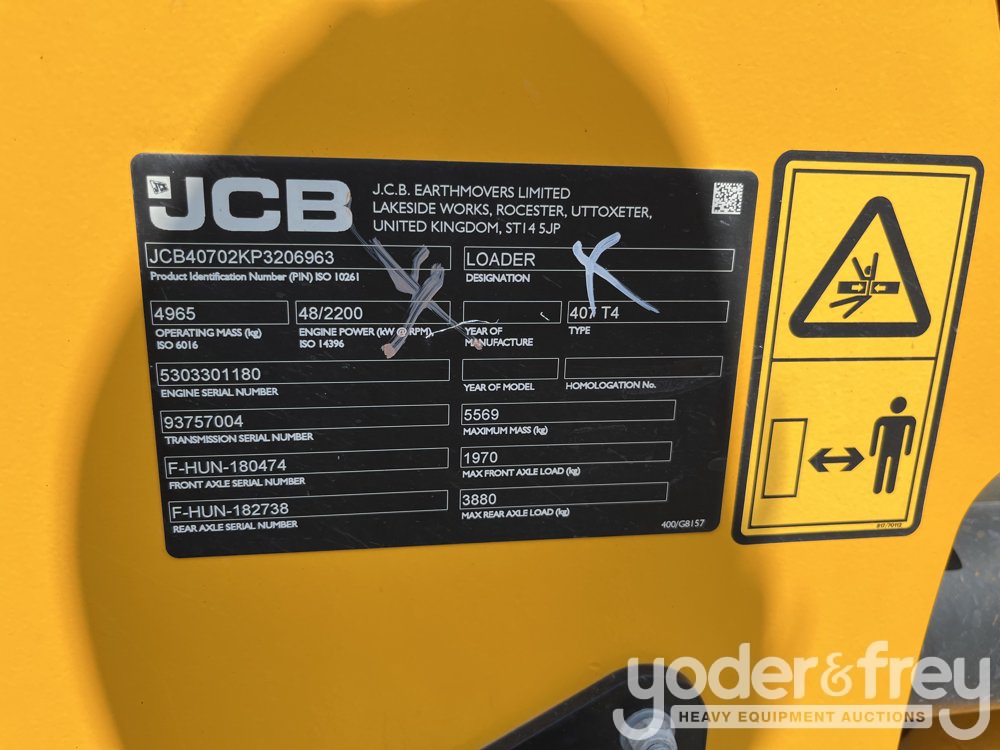 JCB
J.C.B. EARTHMOVERS LIMITED
LAKESIDE WORKS, ROCESTER, UTTOXETER,
UNITED KINGDOM, ST14 5JP
JCB40702KP3206963
Product Identification Number (PIN) ISO 10261
LOADER
DESIGNATION
4965
OPERATING MASS (kg)
ISO 6016
48/2200
ENGINE POWER (kW @ RPM),
ISO 14396
YEAR OF
MANUFACTURE
407 T4
TYPE
5303301180
ENGINE SERIAL NUMBER
YEAR OF MODEL
HOMOLOGATION No.
93757004
TRANSMISSION SERIAL NUMBER
5569
MAXIMUM MASS (kg)
F-HUN-180474
FRONT AXLE SERIAL NUMBER
1970
MAX FRONT AXLE LOAD (kg)
F-HUN-182738
REAR AXLE SERIAL NUMBER
3880
MAX REAR AXLE LOAD (kg)
400/G8157
817/70112
yoder&frey
HEAVY EQUIPMENT AUCTIONS